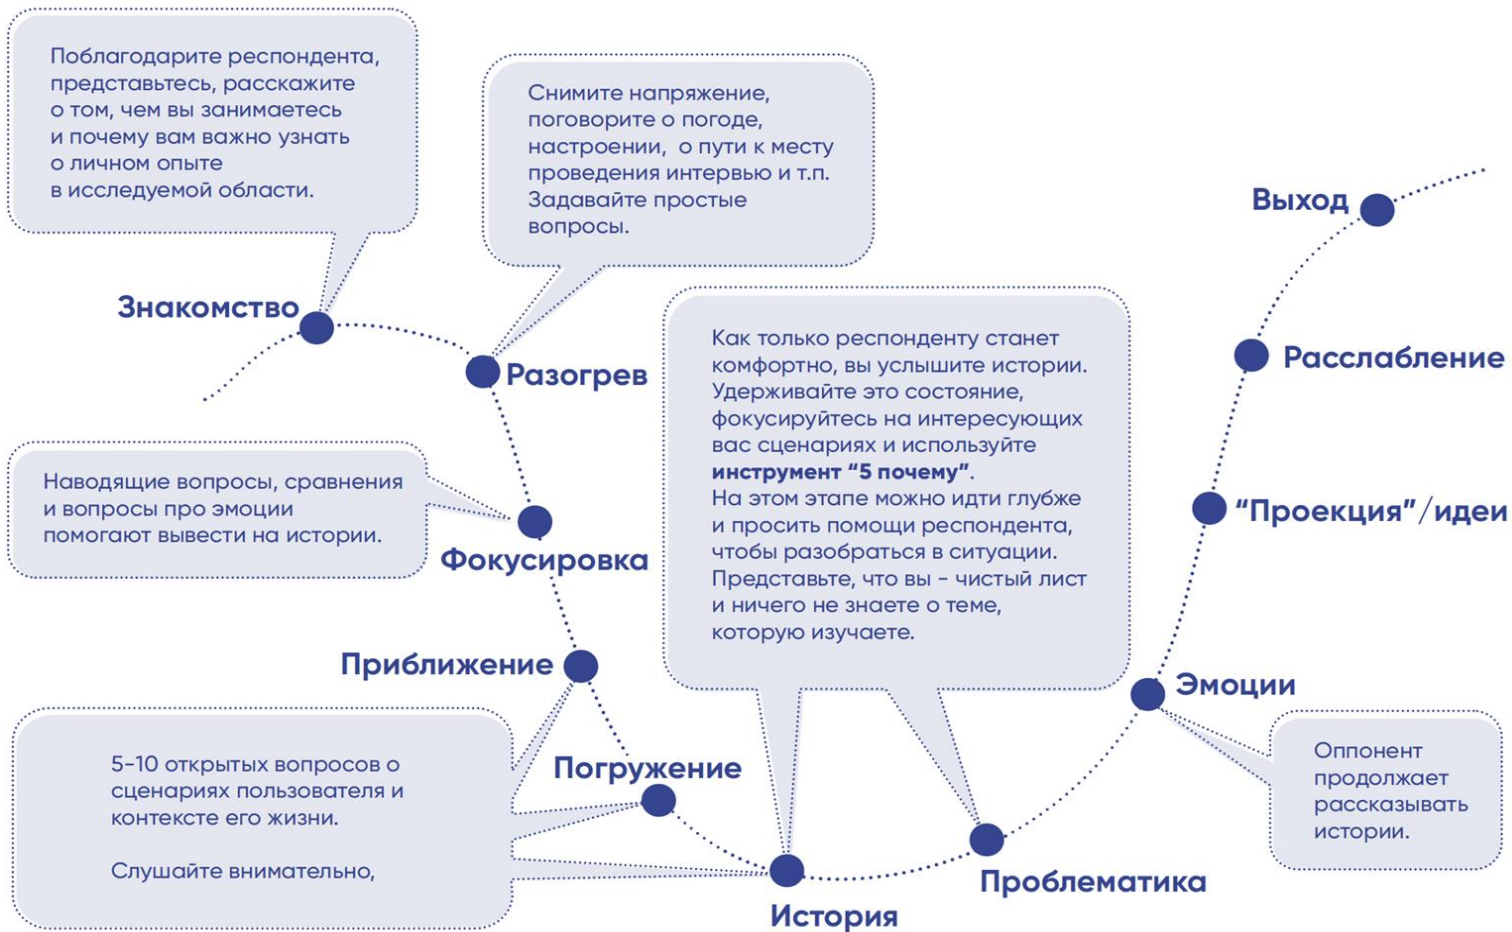 Поблагодарите респондента,
представьтесь, расскажите
о том, чем вы занимаетесь
и почему вам важно узнать
о личном опыте
в исследуемой области.
Знакомство
Снимите напряжение,
поговорите о погоде,
настроении, о пути к месту
проведения интервью и т.п.
Задавайте простые
вопросы.
Разогрев
Наводящие вопросы, сравнения
и вопросы про эмоции
помогают вывести на истории.
Фокусировка
Приближение
5-10 открытых вопросов о
сценариях пользователя и
контексте его жизни.
Слушайте внимательно,
Погружение
История
Как только респонденту станет
комфортно, вы услышите истории.
Удерживайте это состояние,
фокусируйтесь на интересующих
вас сценариях и используйте
инструмент “5 почему”.
На этом этапе можно идти глубже
и просить помощи респондента,
чтобы разобраться в ситуации.
Представьте, что вы - чистый лист
и ничего не знаете о теме,
которую изучаете.
Проблематика
Эмоции
Оппонент
продолжает
рассказывать
истории.
“Проекция”/идеи
Расслабление
Выход